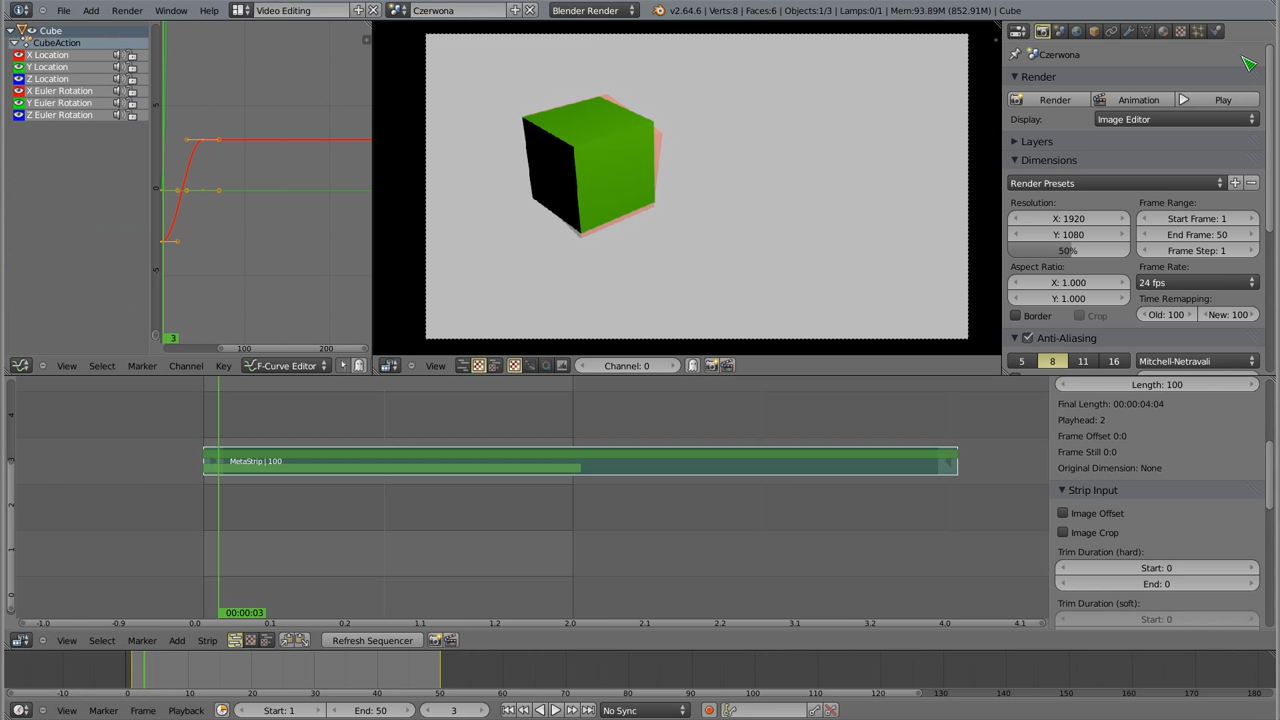 File Add Render Window Help Video Editing Czerwona Blender Render v2.64.6 | Verts:8 | Faces:6 | Objects:1/3 | Lamps:0/1 | Mem:93.89M (852.91M) | Cube
Cube
CubeAction
X Location
Y Location
Z Location
X Euler Rotation
Y Euler Rotation
Z Euler Rotation
5
0
-5
3
100 200
View Select Marker Channel Key F-Curve Editor
View Channel: 0
Czerwona
Render
Render Animation Play
Display: Image Editor
Layers
Dimensions
Render Presets
Resolution: Frame Range:
X: 1920 Start Frame: 1
Y: 1080 End Frame: 50
50% Frame Step: 1
Aspect Ratio: Frame Rate:
X: 1.000 24 fps
Y: 1.000 Time Remapping:
Border Crop Old: 100 New: 100
Anti-Aliasing
5 8 11 16 Mitchell-Netravali
4
3
2
1
0
MetaStrip | 100
00:00:03
-1.0 -0.9 0.0 0.1 0.2 1.1 1.2 2.0 2.1 3.1 3.2 4.0 4.1
Length: 100
Final Length: 00:00:04:04
Playhead: 2
Frame Offset 0:0
Frame Still 0:0
Original Dimension: None
Strip Input
Image Offset
Image Crop
Trim Duration (hard):
Start: 0
End: 0
Trim Duration (soft):
Start: 0
View Select Marker Add Strip Refresh Sequencer
-10 0 10 20 30 40 50 60 70 80 90 100 110 120 130 140 150 160 170 180
View Marker Frame Playback Start: 1 End: 50 3 No Sync